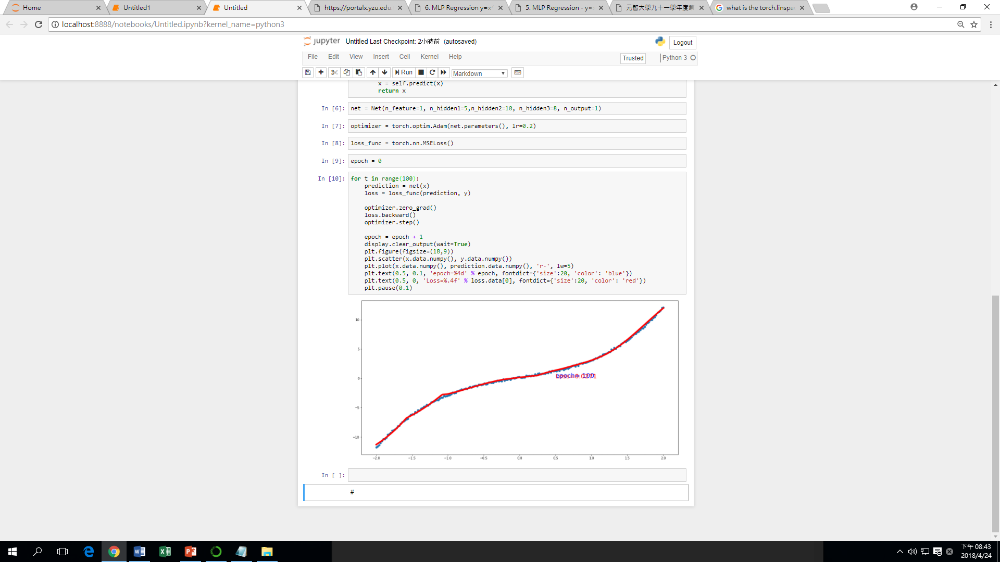 Home
Untitled1
Untitled
https://portalx.yzu.edu.
6. MLP Regression y=x
5. MLP Regression - y=
元智大學九十一學年度第
what is the torch.linspa
localhost:8888/notebooks/Untitled.ipynb?kernel_name=python3
jupyter Untitled Last Checkpoint: 2小時前 (autosaved)
Logout
File Edit View Insert Cell Kernel Help
Trusted
Python 3
Run
Markdown
x = self.predict(x)
return x
In [6]: net = Net(n_feature=1, n_hidden1=5,n_hidden2=10, n_hidden3=8, n_output=1)
In [7]: optimizer = torch.optim.Adam(net.parameters(), lr=0.2)
In [8]: loss_func = torch.nn.MSELoss()
In [9]: epoch = 0
In [10]: for t in range(100):
prediction = net(x)
loss = loss_func(prediction, y)
optimizer.zero_grad()
loss.backward()
optimizer.step()
epoch = epoch + 1
display.clear_output(wait=True)
plt.figure(figsize=(18,9))
plt.scatter(x.data.numpy(), y.data.numpy())
plt.plot(x.data.numpy(), prediction.data.numpy(), 'r-', lw=5)
plt.text(0.5, 0.1, 'epoch=%4d' % epoch, fontdict={'size':20, 'color': 'blue'})
plt.text(0.5, 0, 'Loss=%.4f' % loss.data[0], fontdict={'size':20, 'color': 'red'})
plt.pause(0.1)
10
5
0
−5
−10
epoch= 100
Loss=0.0271
−2.0 −1.5 −1.0 −0.5 0.0 0.5 1.0 1.5 2.0
In [ ]:
#
下午 08:43
2018/4/24